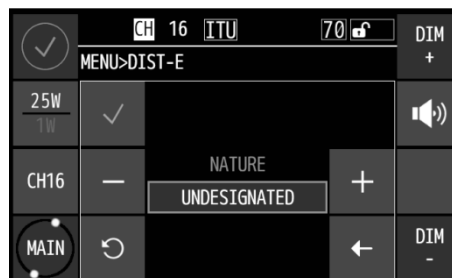 CH 16 ITU 70
DIM
+
MENU>DIST-E
25W
1W
CH16
NATURE
UNDESIGNATED
MAIN
DIM
-